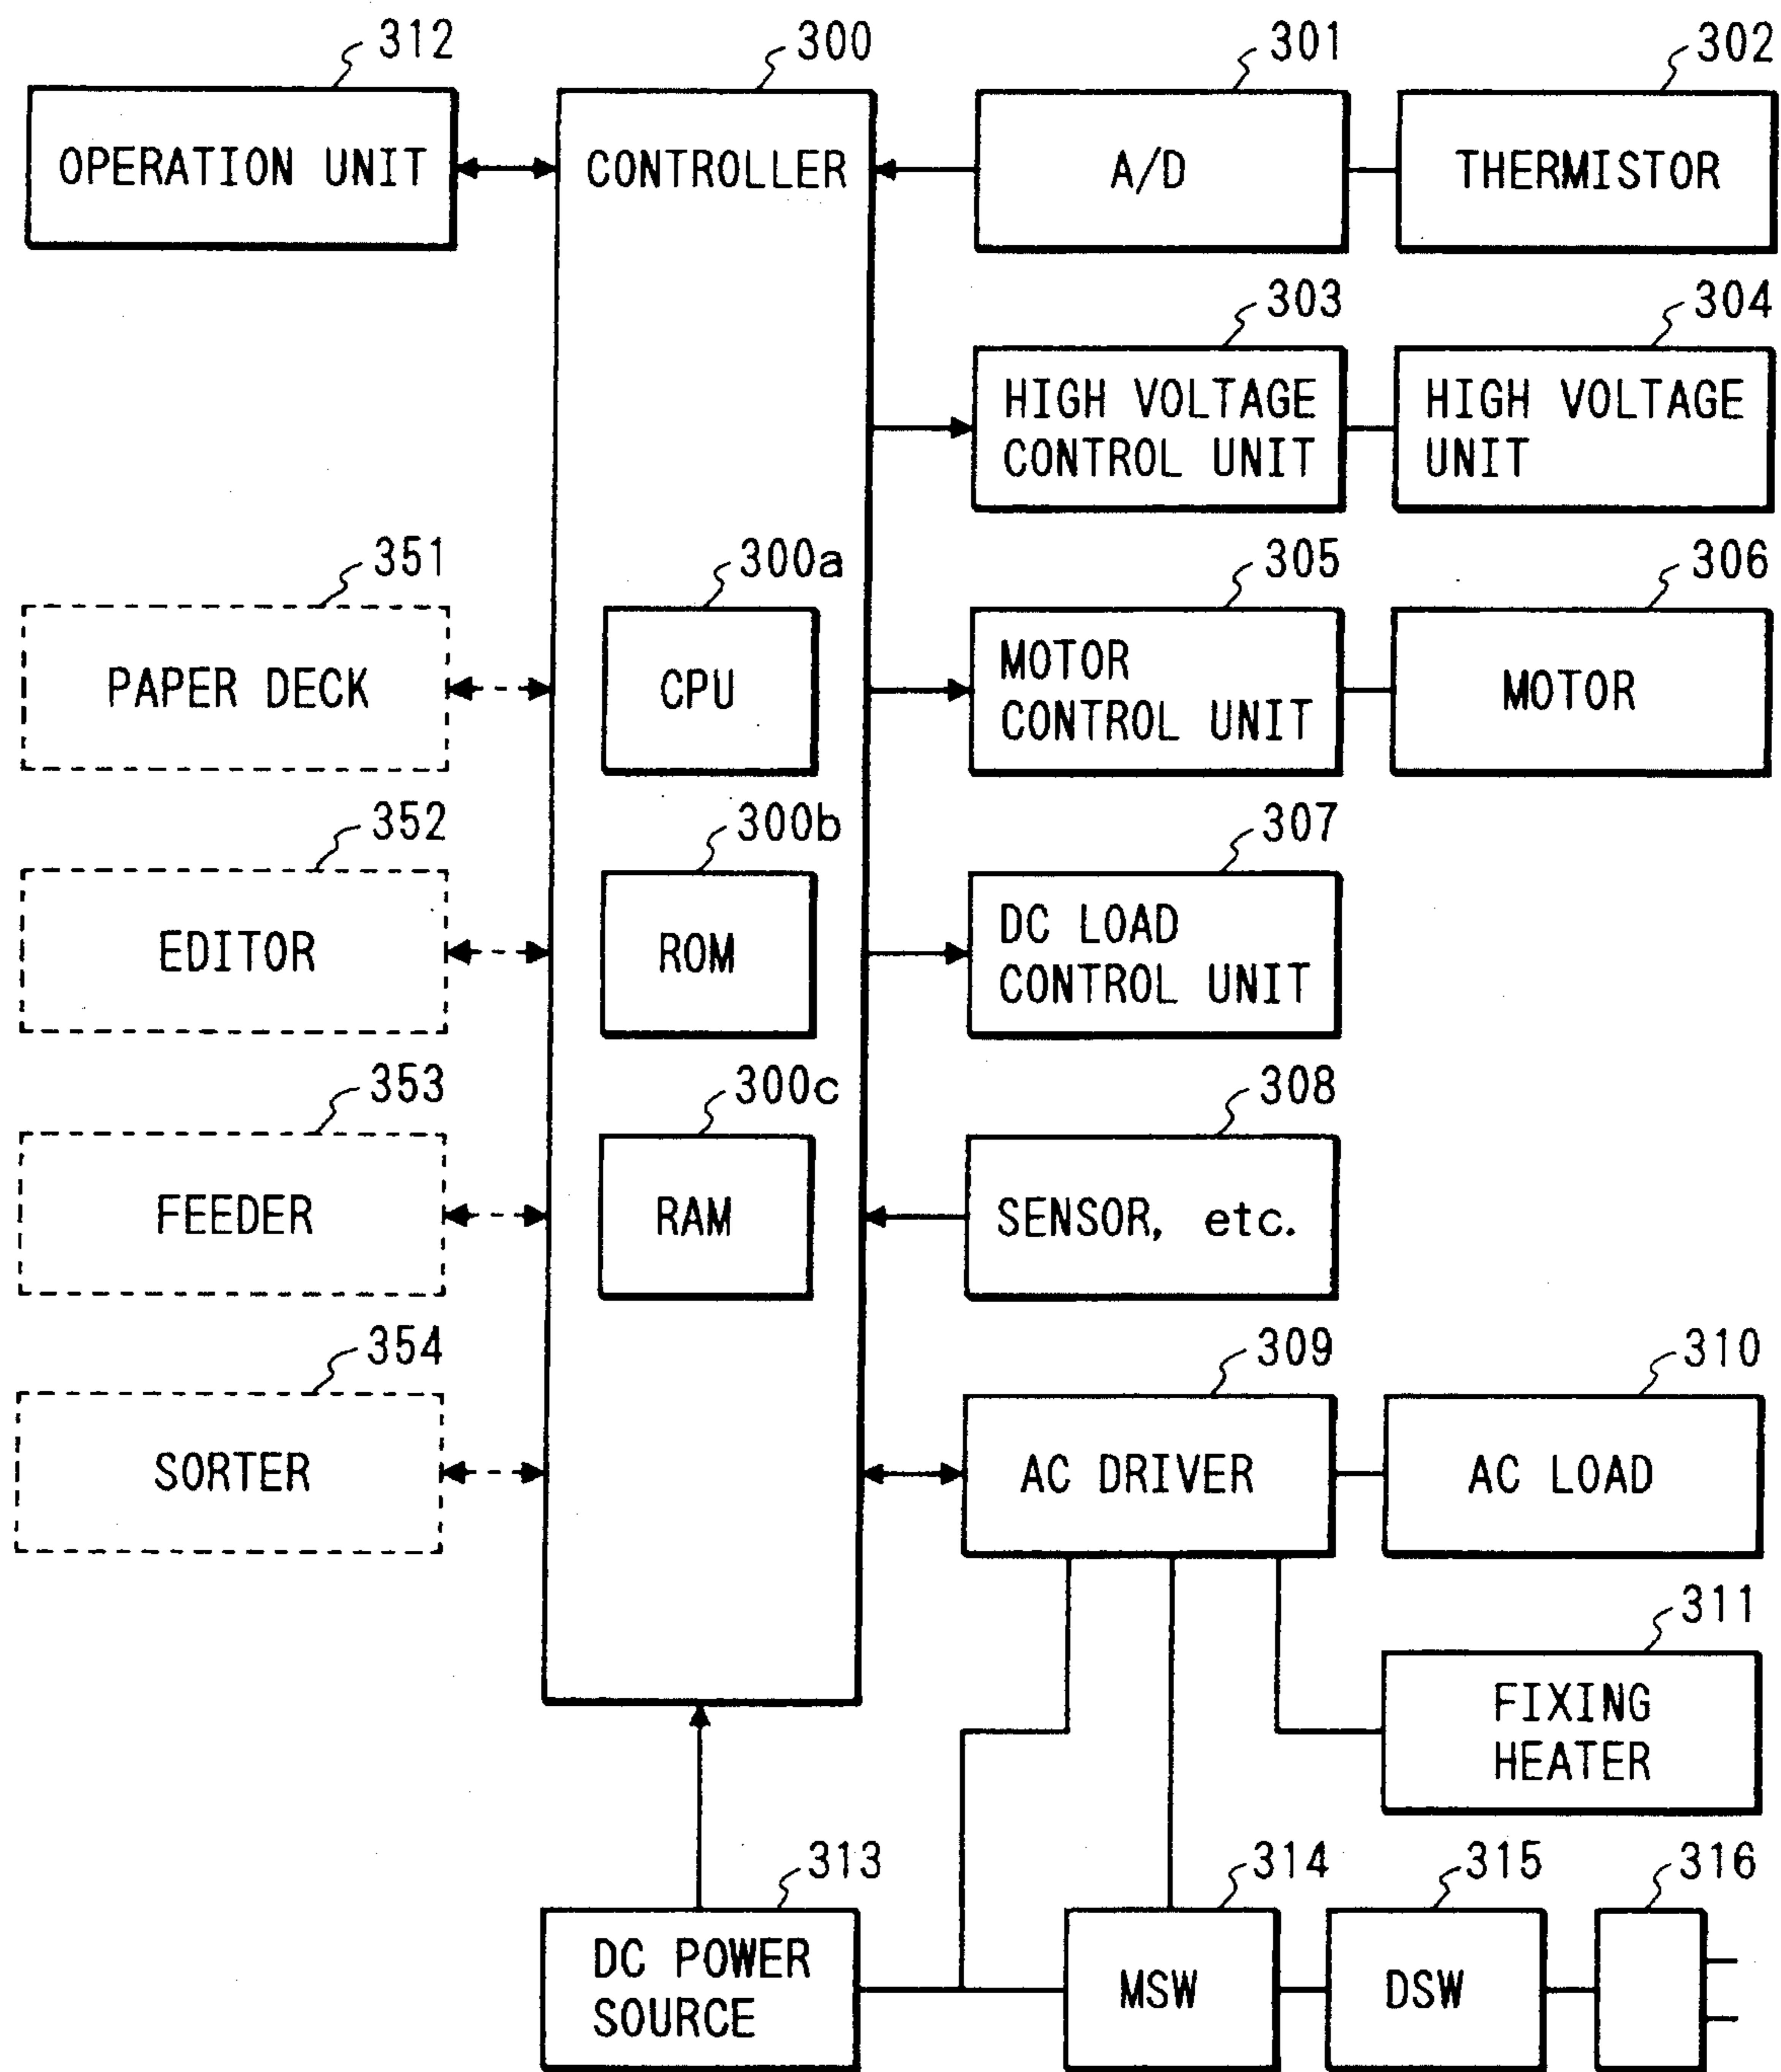 312
300
301
302
OPERATION UNIT
CONTROLLER
A/D
THERMISTOR
303
304
HIGH VOLTAGE
CONTROL UNIT
HIGH VOLTAGE
UNIT
351
300a
305
306
PAPER DECK
CPU
MOTOR
CONTROL UNIT
MOTOR
352
300b
307
EDITOR
ROM
DC LOAD
CONTROL UNIT
353
300c
308
FEEDER
RAM
SENSOR, etc.
354
309
310
SORTER
AC DRIVER
AC LOAD
311
FIXING
HEATER
313
314
315
316
DC POWER
SOURCE
MSW
DSW